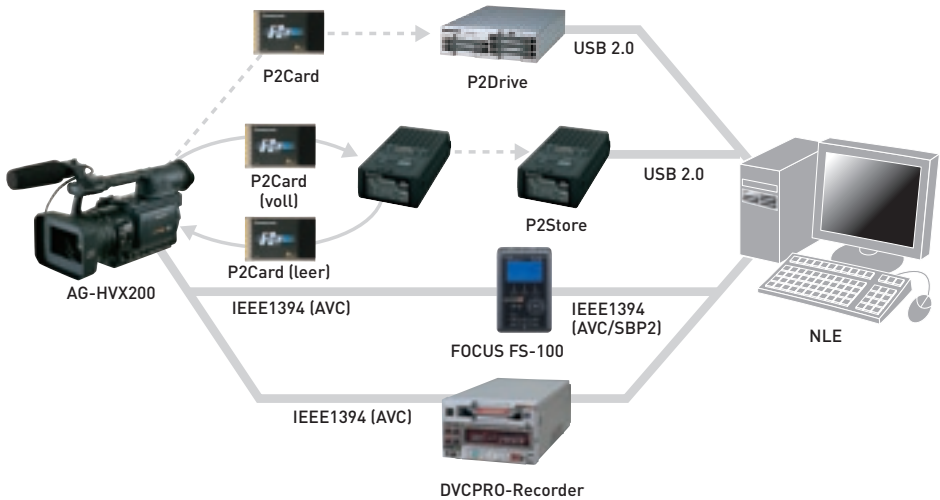 P2Card
P2Drive
USB 2.0
P2Card
(voll)
P2Store
USB 2.0
P2Card (leer)
AG-HVX200
IEEE1394 (AVC)
FOCUS FS-100
IEEE1394
(AVC/SBP2)
NLE
IEEE1394 (AVC)
DVCPRO-Recorder